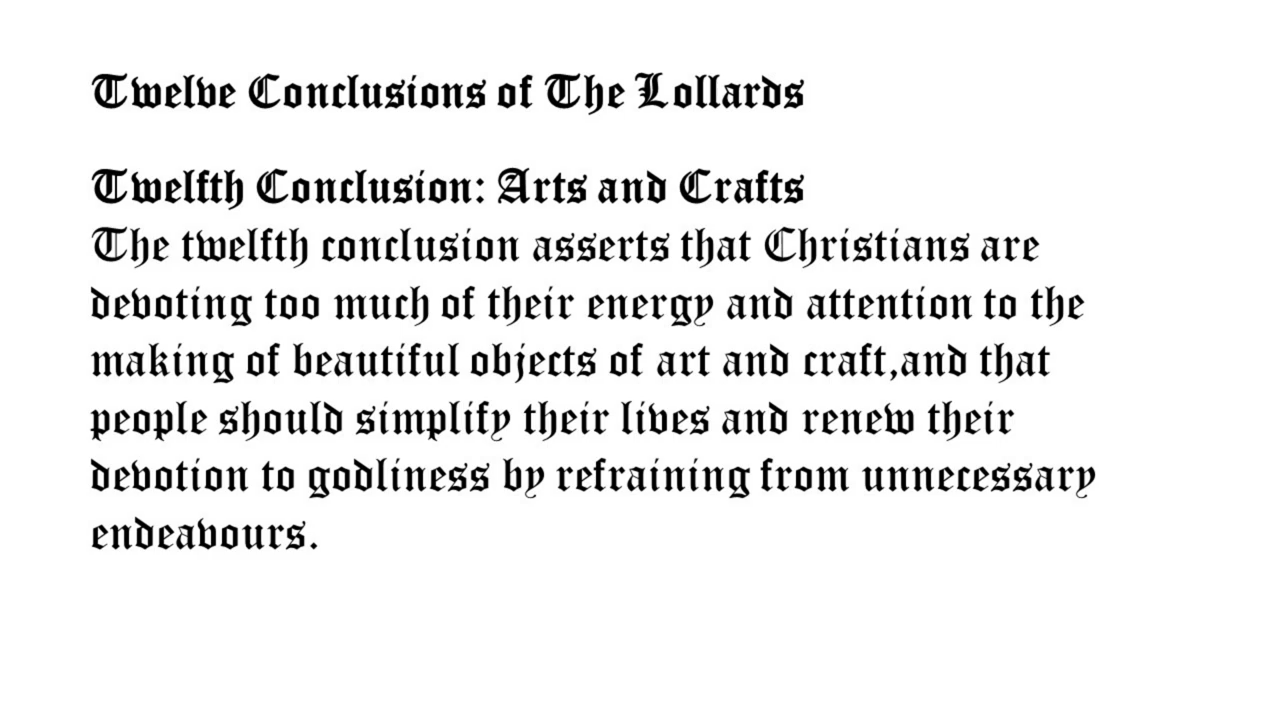 Twelve Conclusions of The Lollards
Twelfth Conclusion: Arts and Crafts
The twelfth conclusion asserts that Christians are
devoting too much of their energy and attention to the
making of beautiful objects of art and craft,and that
people should simplify their lives and renew their
devotion to godliness by refraining from unnecessary
endeavours.